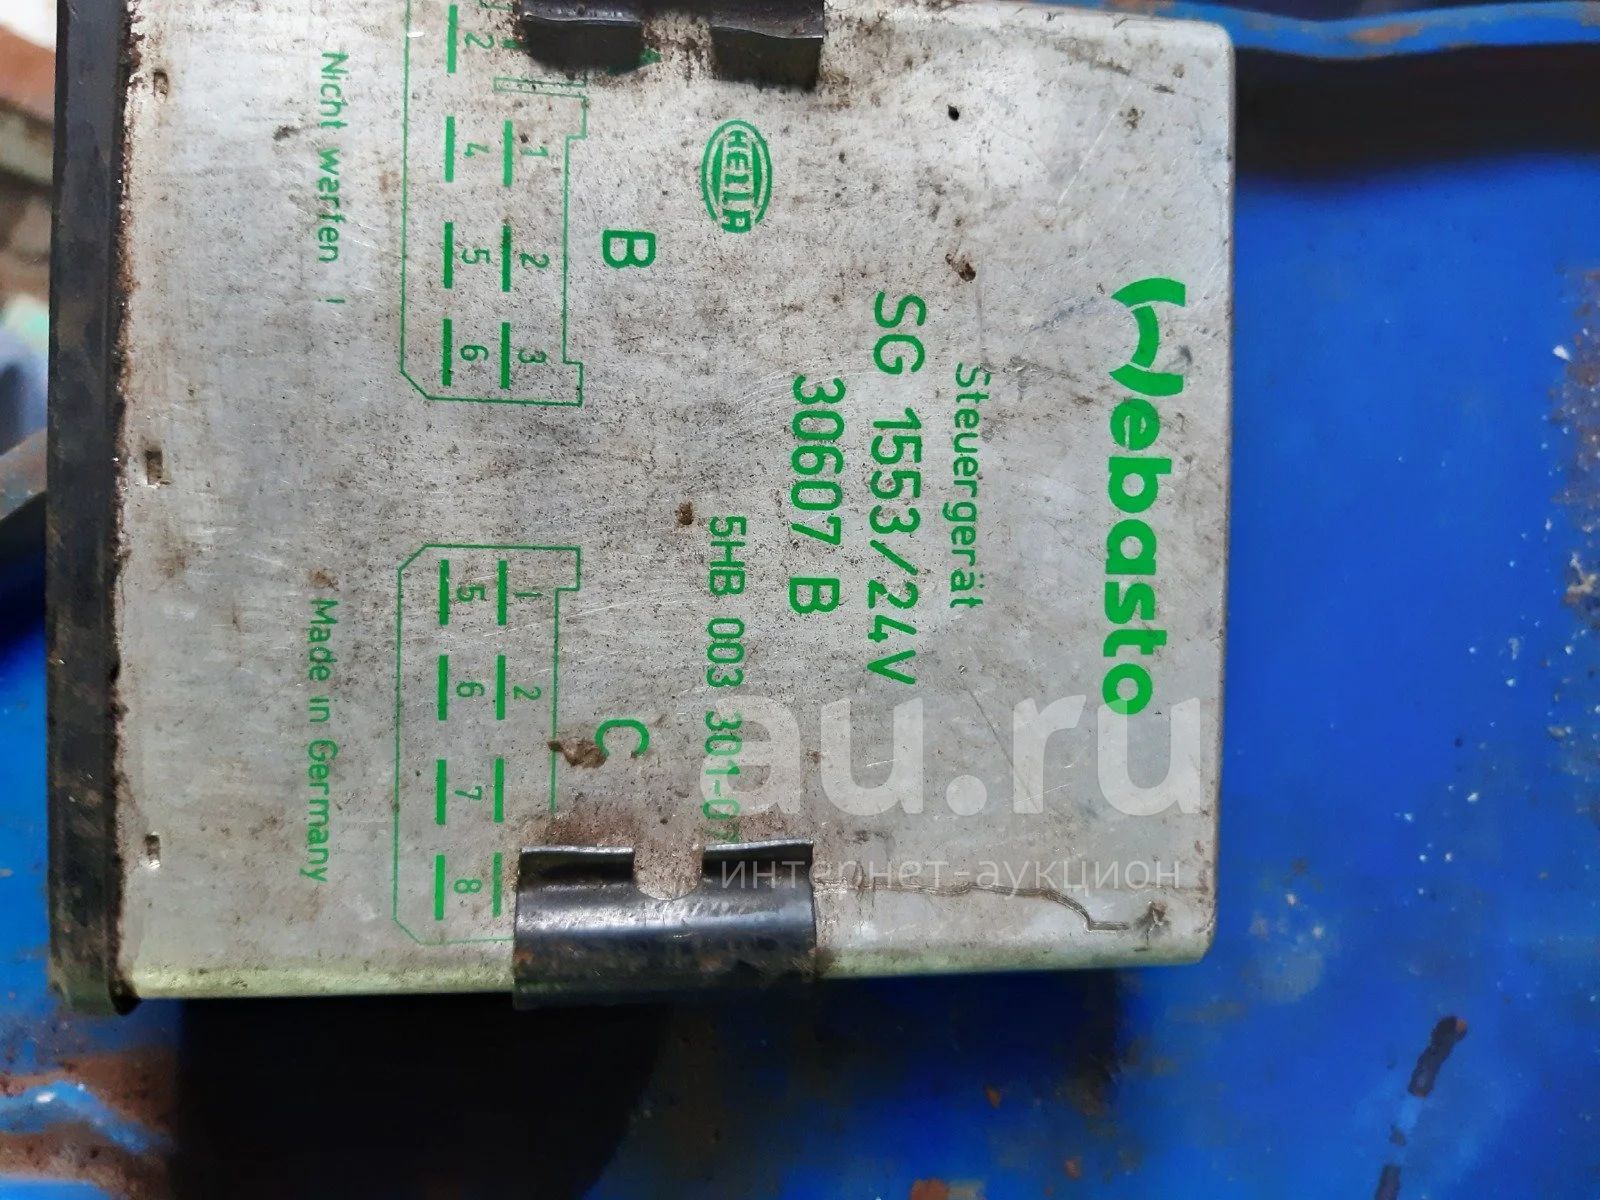 Webasto
Steuergerät
SG 1553/24V
30607 B
5HB 003 301-07
HELLA
B
C
1 2 3
2 4 5 6
1 2
5 6 7 8
Nicht werfen !
Made in Germany
au.ru
интернет-аукцион